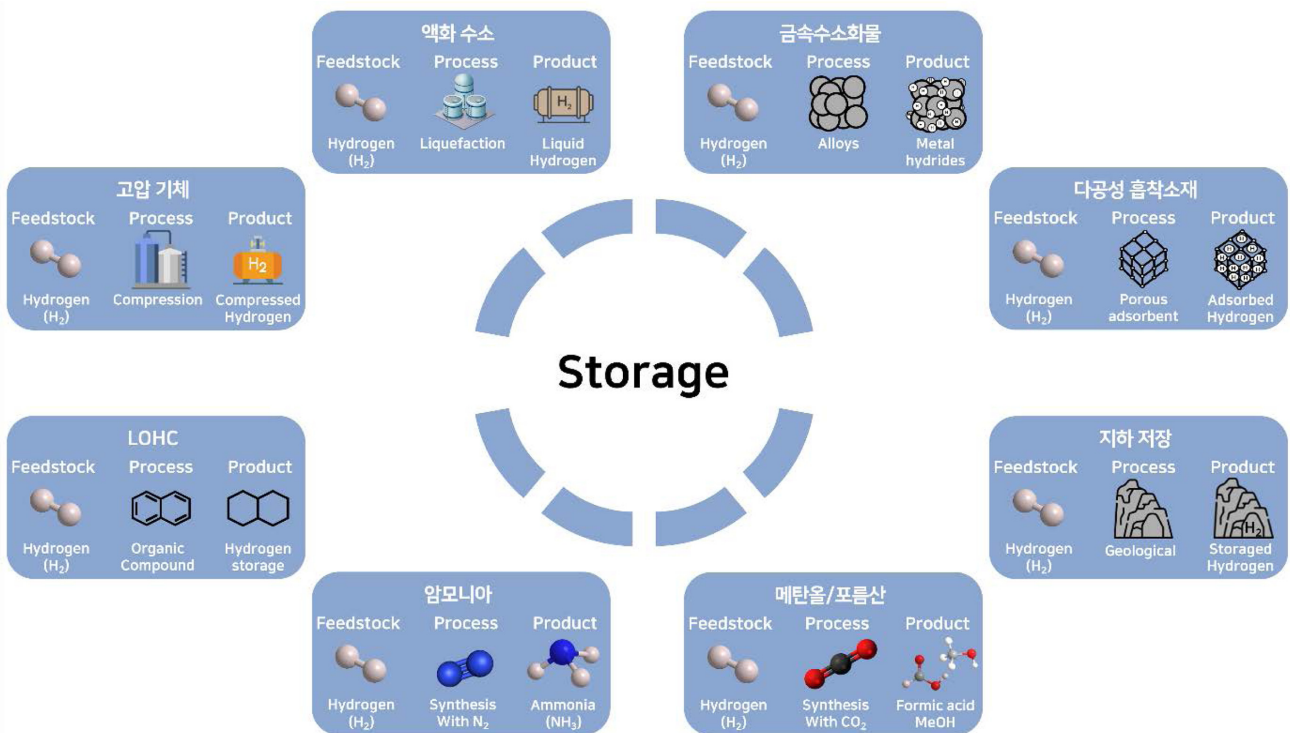 액화 수소
Feedstock Process Product
H₂
Hydrogen (H₂)
Liquefaction
Liquid Hydrogen
금속수소화물
Feedstock Process Product
Hydrogen (H₂)
Alloys
Metal hydrides
고압 기체
Feedstock Process Product
H₂
Hydrogen (H₂)
Compression
Compressed Hydrogen
다공성 흡착소재
Feedstock Process Product
Hydrogen (H₂)
Porous adsorbent
Adsorbed Hydrogen
Storage
LOHC
Feedstock Process Product
Hydrogen (H₂)
Organic Compound
Hydrogen storage
지하 저장
Feedstock Process Product
H₂
Hydrogen (H₂)
Geological
Storaged Hydrogen
암모니아
Feedstock Process Product
Hydrogen (H₂)
Synthesis With N₂
Ammonia (NH₃)
메탄올/포름산
Feedstock Process Product
Hydrogen (H₂)
Synthesis With CO₂
Formic acid MeOH